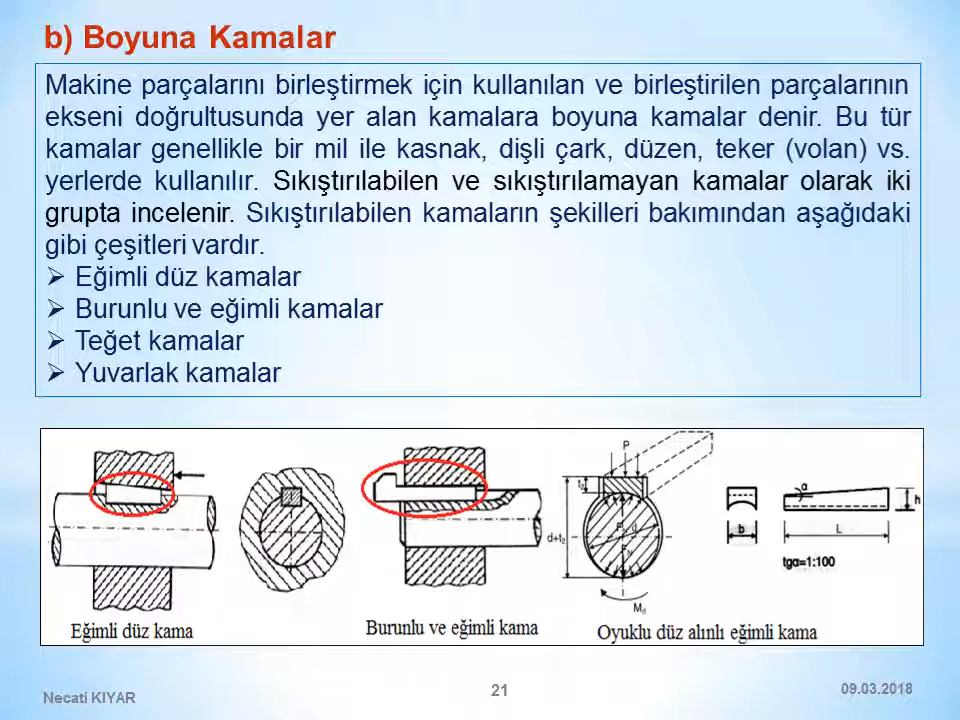 b) Boyuna Kamalar
Makine parçalarını birleştirmek için kullanılan ve birleştirilen parçalarının
ekseni doğrultusunda yer alan kamalara boyuna kamalar denir. Bu tür
kamalar genellikle bir mil ile kasnak, dişli çark, düzen, teker (volan) vs.
yerlerde kullanılır. Sıkıştırılabilen ve sıkıştırılamayan kamalar olarak iki
grupta incelenir. Sıkıştırılabilen kamaların şekilleri bakımından aşağıdaki
gibi çeşitleri vardır.
➢ Eğimli düz kamalar
➢ Burunlu ve eğimli kamalar
➢ Teğet kamalar
➢ Yuvarlak kamalar
P
d+t₂
d
α
h
b
L
tgα=1:100
M_d
Eğimli düz kama
Burunlu ve eğimli kama
Oyuklu düz alınlı eğimli kama
Necati KIYAR
21
09.03.2018